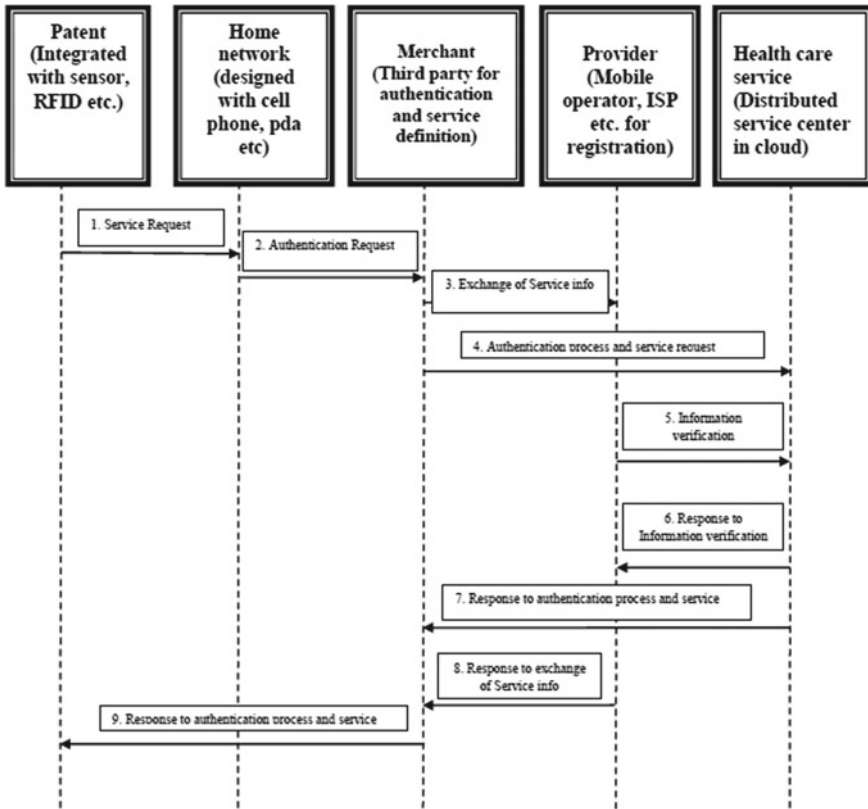 Patent
(Integrated
with sensor,
RFID etc.)
Home
network
(designed
with cell
phone, pda
etc)
Merchant
(Third party for
authentication
and service
definition)
Provider
(Mobile
operator, ISP
etc. for
registration)
Health care
service
(Distributed
service center
in cloud)
1. Service Request
2. Authentication Request
3. Exchange of Service info
4. Authentication process and service request
5. Information
verification
6. Response to
Information verification
7. Response to authentication process and service
8. Response to exchange
of Service info
9. Response to authentication process and service